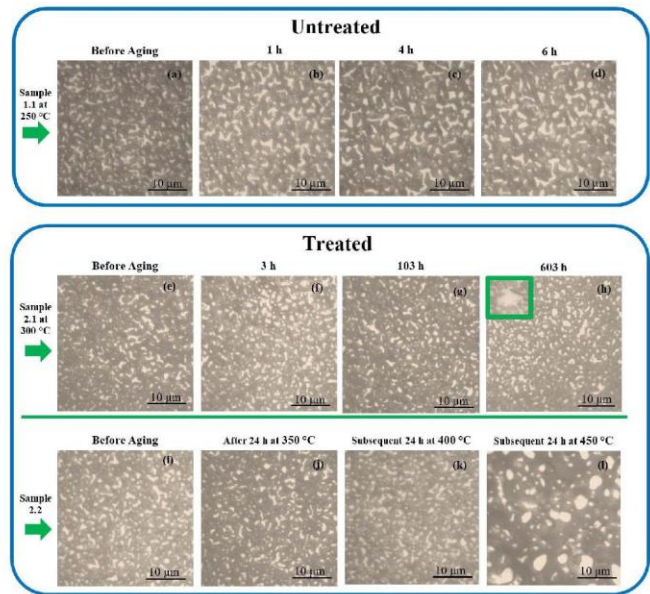 Untreated
Before Aging
1 h
4 h
6 h
Sample
1.1 at
250 °C
(a)
(b)
(c)
(d)
10 µm
10 µm
10 µm
10 µm
Treated
Before Aging
3 h
103 h
603 h
Sample
2.1 at
300 °C
(e)
(f)
(g)
(h)
10 µm
10 µm
10 µm
10 µm
Before Aging
After 24 h at 350 °C
Subsequent 24 h at 400 °C
Subsequent 24 h at 450 °C
Sample
2.2
(i)
(j)
(k)
(l)
10 µm
10 µm
10 µm
10 µm